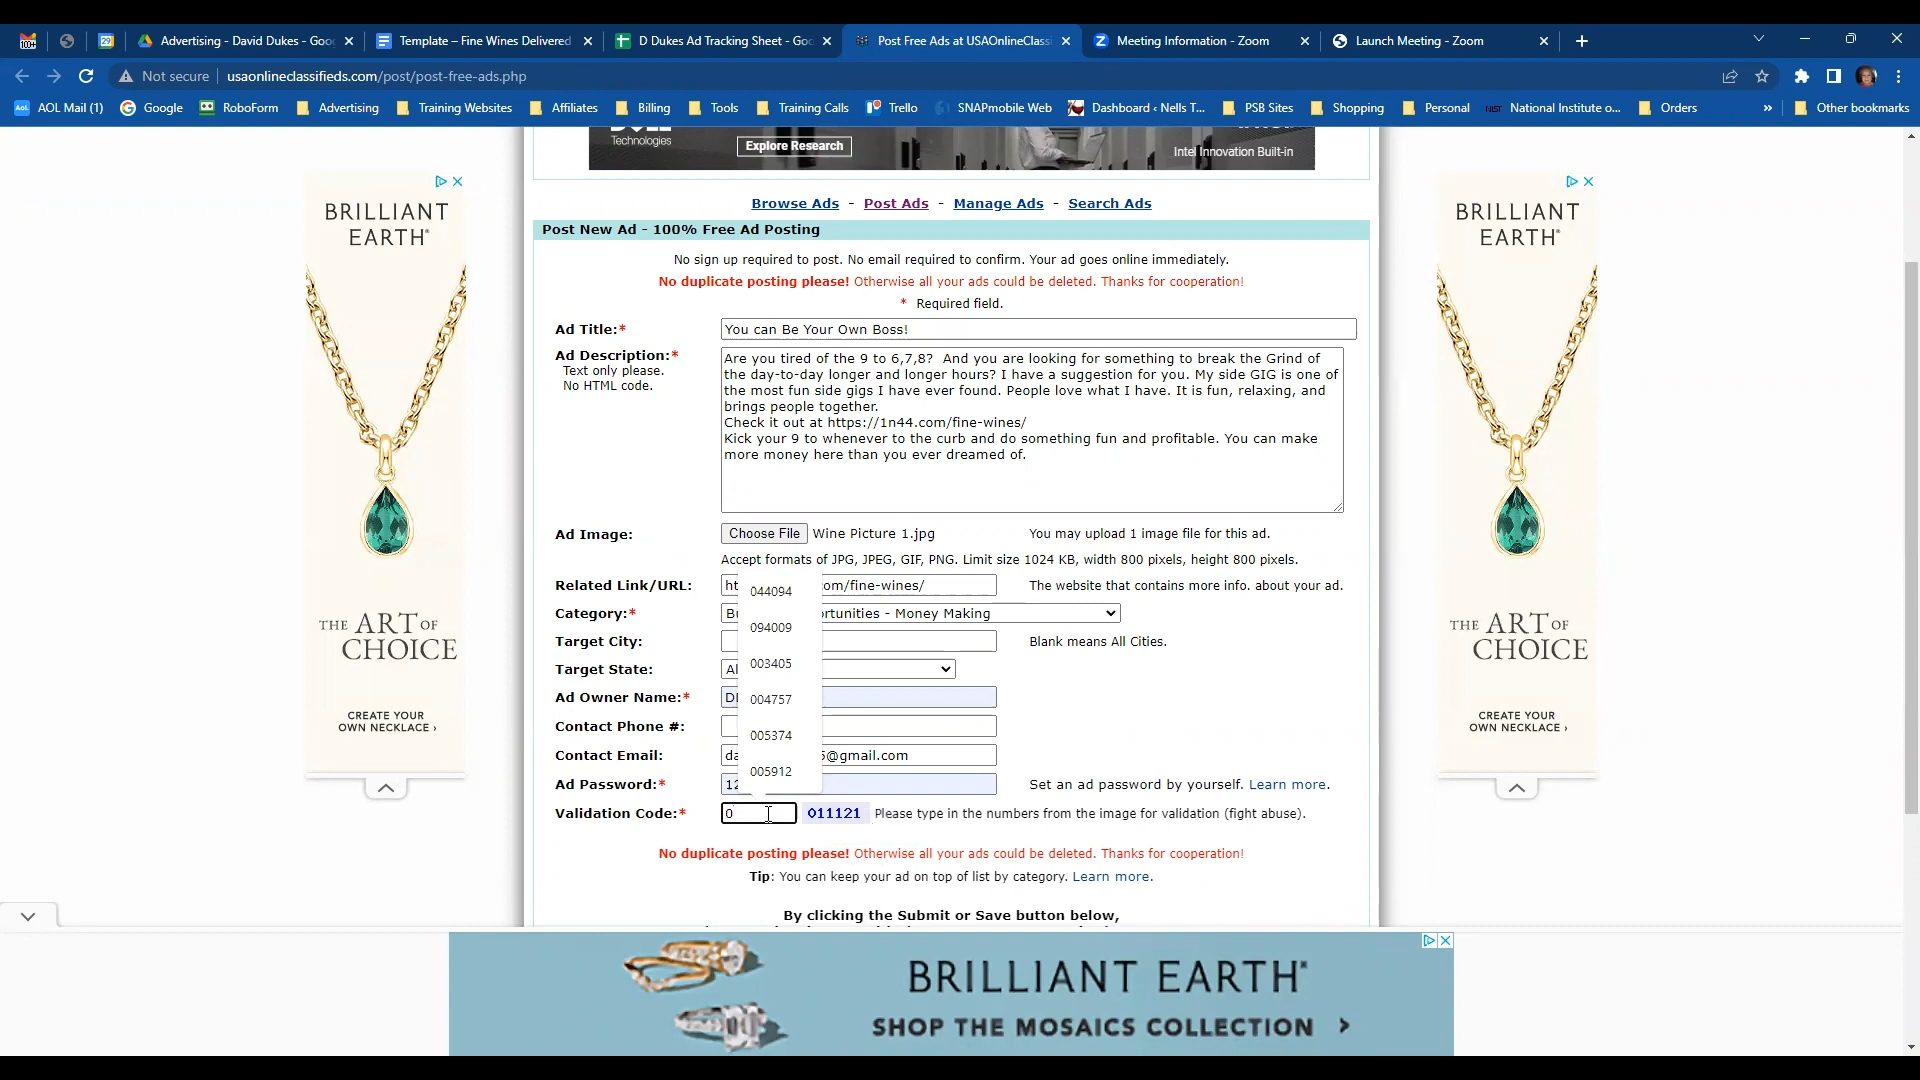 100+
Advertising - David Dukes - Goo
Template – Fine Wines Delivered
D Dukes Ad Tracking Sheet - Goo
Post Free Ads at USAOnlineClassi
Meeting Information - Zoom
Launch Meeting - Zoom
Not secure
usaonlineclassifieds.com/post/post-free-ads.php
AOL Mail (1)
Google
RoboForm
Advertising
Training Websites
Affiliates
Billing
Tools
Training Calls
Trello
SNAPmobile Web
Dashboard ‹ Nells T...
PSB Sites
Shopping
Personal
National Institute o...
Orders
»
Other bookmarks
Technologies
Explore Research
Intel Innovation Built-in
Browse Ads - Post Ads - Manage Ads - Search Ads
Post New Ad - 100% Free Ad Posting
No sign up required to post. No email required to confirm. Your ad goes online immediately.
No duplicate posting please! Otherwise all your ads could be deleted. Thanks for cooperation!
* Required field.
Ad Title:*
You can Be Your Own Boss!
Ad Description:*
Text only please.
No HTML code.
Are you tired of the 9 to 6,7,8? And you are looking for something to break the Grind of
the day-to-day longer and longer hours? I have a suggestion for you. My side GIG is one of
the most fun side gigs I have ever found. People love what I have. It is fun, relaxing, and
brings people together.
Check it out at https://1n44.com/fine-wines/
Kick your 9 to whenever to the curb and do something fun and profitable. You can make
more money here than you ever dreamed of.
Ad Image:
Choose File Wine Picture 1.jpg
You may upload 1 image file for this ad.
Accept formats of JPG, JPEG, GIF, PNG. Limit size 1024 KB, width 800 pixels, height 800 pixels.
Related Link/URL:
ht
om/fine-wines/
The website that contains more info. about your ad.
Category:*
Bu
rtunities - Money Making
Target City:
Blank means All Cities.
Target State:
Al
Ad Owner Name:*
Contact Phone #:
Contact Email:
da
5@gmail.com
Ad Password:*
12
Set an ad password by yourself. Learn more.
044094
094009
003405
004757
005374
005912
Validation Code:*
0
011121
Please type in the numbers from the image for validation (fight abuse).
No duplicate posting please! Otherwise all your ads could be deleted. Thanks for cooperation!
Tip: You can keep your ad on top of list by category. Learn more.
By clicking the Submit or Save button below,
BRILLIANT
EARTH®
THE ART OF
CHOICE
CREATE YOUR
OWN NECKLACE ›
BRILLIANT
EARTH®
THE ART OF
CHOICE
CREATE YOUR
OWN NECKLACE ›
BRILLIANT EARTH®
SHOP THE MOSAICS COLLECTION >